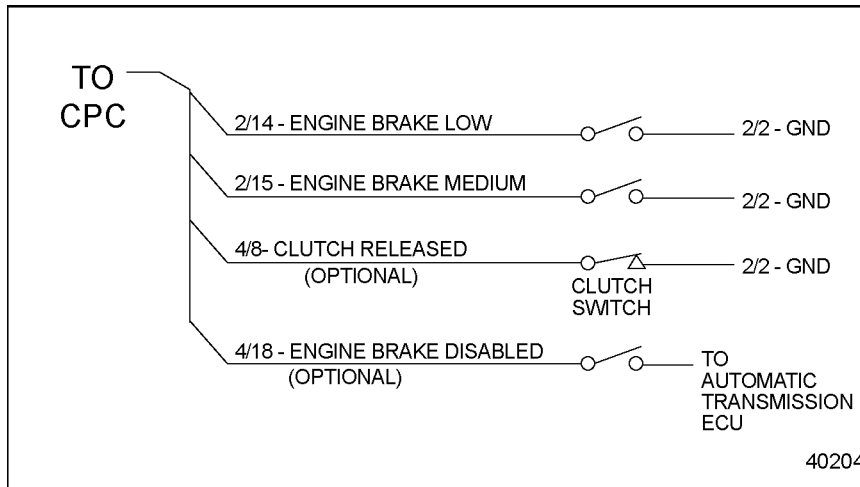 TO
CPC
2/14 - ENGINE BRAKE LOW
2/2 - GND
2/15 - ENGINE BRAKE MEDIUM
2/2 - GND
4/8- CLUTCH RELEASED
(OPTIONAL)
2/2 - GND
CLUTCH
SWITCH
4/18 - ENGINE BRAKE DISABLED
(OPTIONAL)
TO
AUTOMATIC
TRANSMISSION
ECU
40204